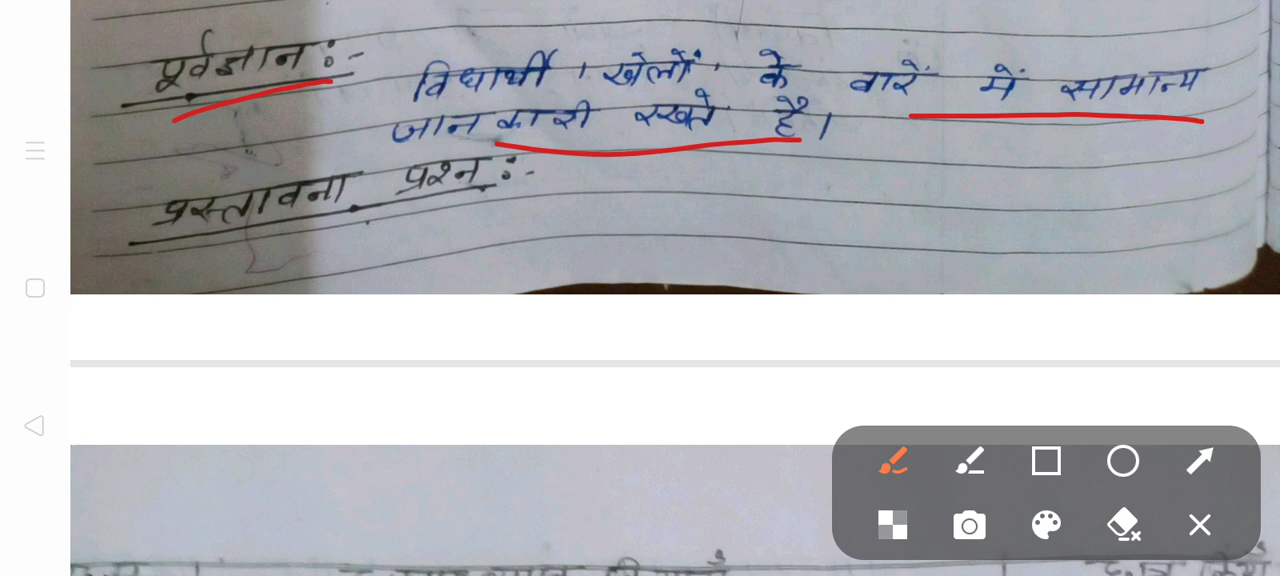 पूर्वज्ञान :-
विधार्थी 'खेलों' के बारें में सामान्य
जानकारी रखते है।
प्रस्तावना प्रश्न :-